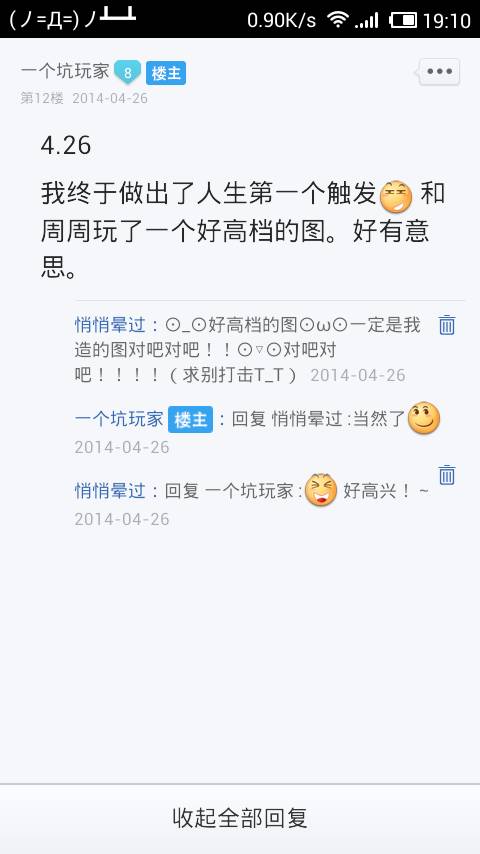 (ノ=Д=)ノ┻━┻ 0.90K/s 19:10
一个坑玩家 8 楼主
第12楼 2014-04-26
4.26
我终于做出了人生第一个触发 和
周周玩了一个好高档的图。好有意
思。
悄悄晕过：⊙_⊙好高档的图⊙ω⊙一定是我
造的图对吧对吧！！⊙▽⊙对吧对
吧！！！！（求别打击T_T） 2014-04-26
一个坑玩家 楼主：回复 悄悄晕过 :当然了
2014-04-26
悄悄晕过：回复 一个坑玩家 : 好高兴！~
2014-04-26
收起全部回复